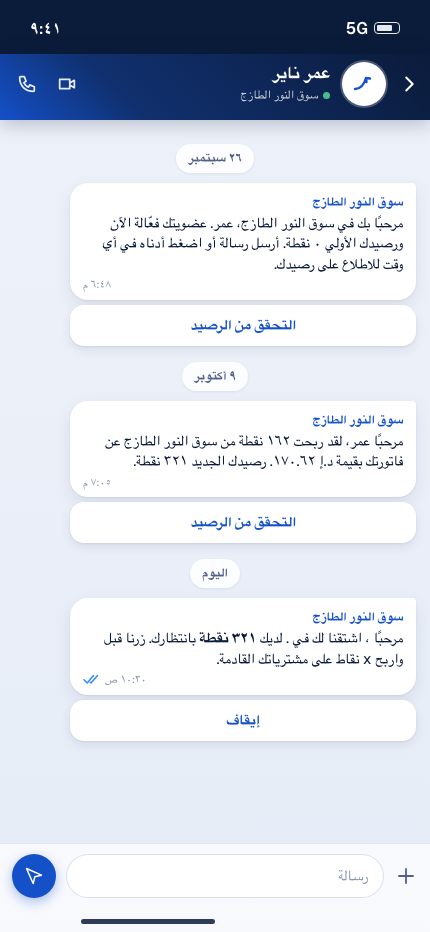 ٩:٤١
5G
عمر ناير
سوق النور الطازج
٢٦ سبتمبر
سوق النور الطازج
مرحبًا بك في سوق النور الطازج، عمر. عضويتك فعّالة الآن
ورصيدك الأولي ٠ نقطة. أرسل رسالة أو اضغط أدناه في أي
وقت للاطلاع على رصيدك.
٦:٤٨ م
التحقق من الرصيد
٩ أكتوبر
سوق النور الطازج
مرحبًا عمر، لقد ربحت ١٦٢ نقطة من سوق النور الطازج عن
فاتورتك بقيمة د.إ ١٧٠.٦٢. رصيدك الجديد ٣٢١ نقطة.
٧:٠٥ م
التحقق من الرصيد
اليوم
سوق النور الطازج
مرحبًا ، اشتقنا لك في . لديك ٣٢١ نقطة بانتظارك. زرنا قبل
واربح x نقاط على مشترياتك القادمة.
١٠:٣٠ ص
إيقاف
رسالة